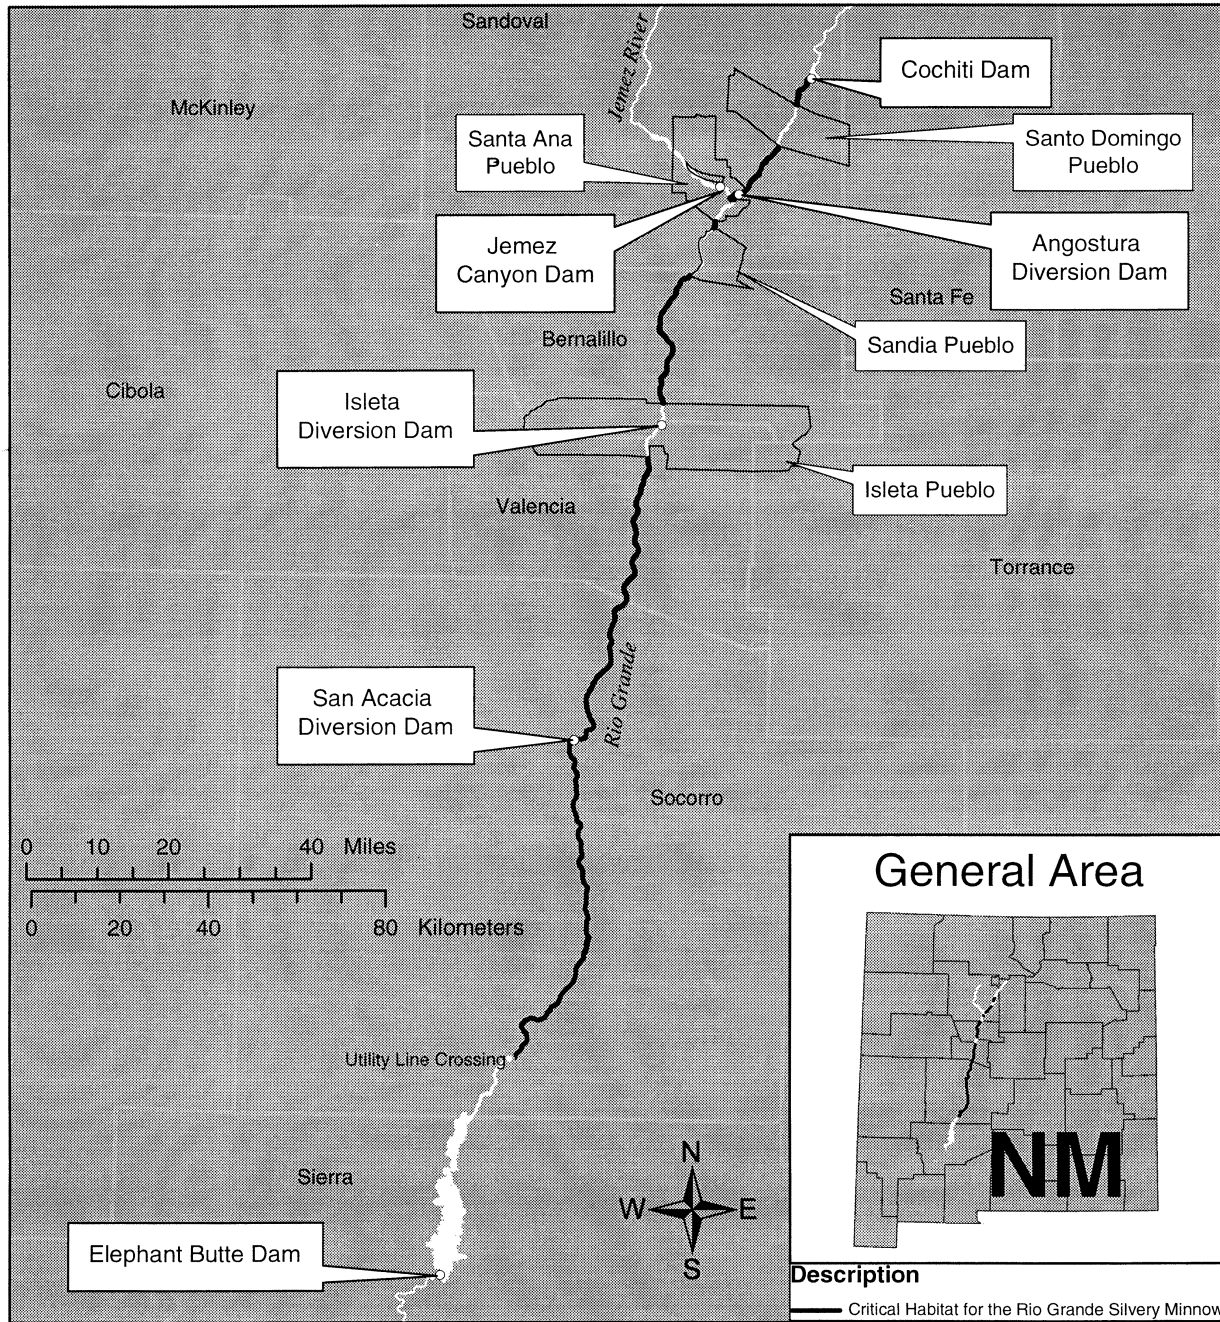 Sandoval
Jemez River
Cochiti Dam
McKinley
Santa Ana
Pueblo
Santo Domingo
Pueblo
Jemez
Canyon Dam
Angostura
Diversion Dam
Santa Fe
Bernalillo
Sandia Pueblo
Cibola
Isleta
Diversion Dam
Isleta Pueblo
Valencia
Torrance
Rio Grande
San Acacia
Diversion Dam
Socorro
0 10 20 40 Miles
0 20 40 80 Kilometers
General Area
NM
Utility Line Crossing
Sierra
N
W E
S
Elephant Butte Dam
Description
Critical Habitat for the Rio Grande Silvery Minnow